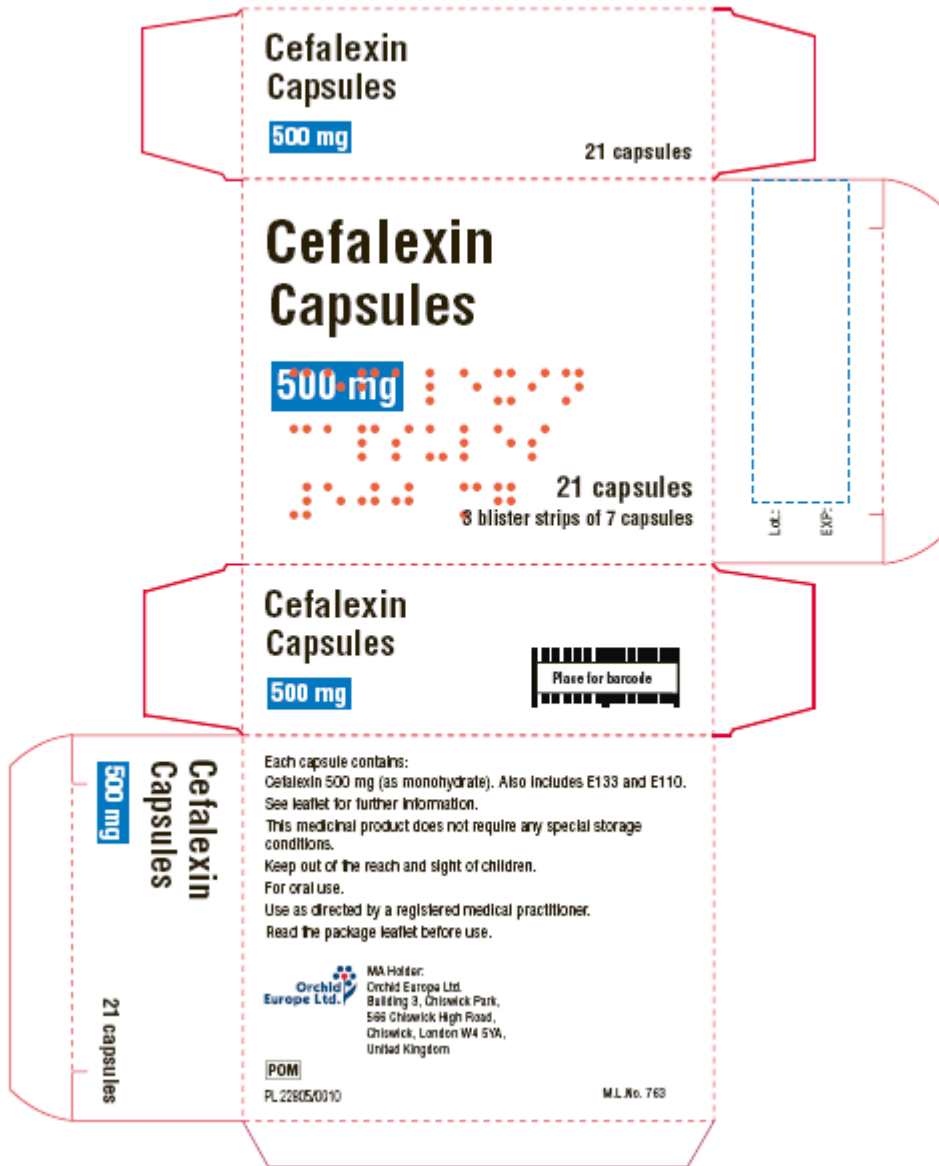 Cefalexin
Capsules
500 mg
21 capsules
Cefalexin
Capsules
500 mg
21 capsules
3 blister strips of 7 capsules
Lot.:
EXP:
Cefalexin
Capsules
500 mg
Place for barcode
Cefalexin
Capsules
500 mg
21 capsules
Each capsule contains:
Cefalexin 500 mg (as monohydrate). Also includes E133 and E110.
See leaflet for further information.
This medicinal product does not require any special storage
conditions.
Keep out of the reach and sight of children.
For oral use.
Use as directed by a registered medical practitioner.
Read the package leaflet before use.
Orchid
Europe Ltd.
MA Holder:
Orchid Europe Ltd.
Building 3, Chiswick Park,
566 Chiswick High Road,
Chiswick, London W4 5YA,
United Kingdom
POM
PL 22805/0010
M.L.No. 763